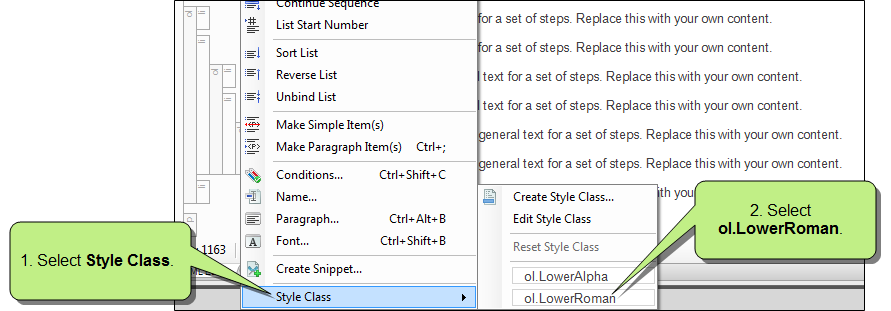 Continue Sequence
List Start Number
Sort List
Reverse List
Unbind List
Make Simple Item(s)
Make Paragraph Item(s) Ctrl+;
Conditions... Ctrl+Shift+C
Name...
Paragraph... Ctrl+Alt+B
Font... Ctrl+Shift+B
Create Snippet...
Style Class
for a set of steps. Replace this with your own content.
for a set of steps. Replace this with your own content.
text for a set of steps. Replace this with your own content.
text for a set of steps. Replace this with your own content.
general text for a set of steps. Replace this with your own content.
general text for a set of steps. Replace this with your own content.
with you
Create Style Class...
Edit Style Class
Reset Style Class
ol.LowerAlpha
ol.LowerRoman
1163
1. Select Style Class.
2. Select
ol.LowerRoman.